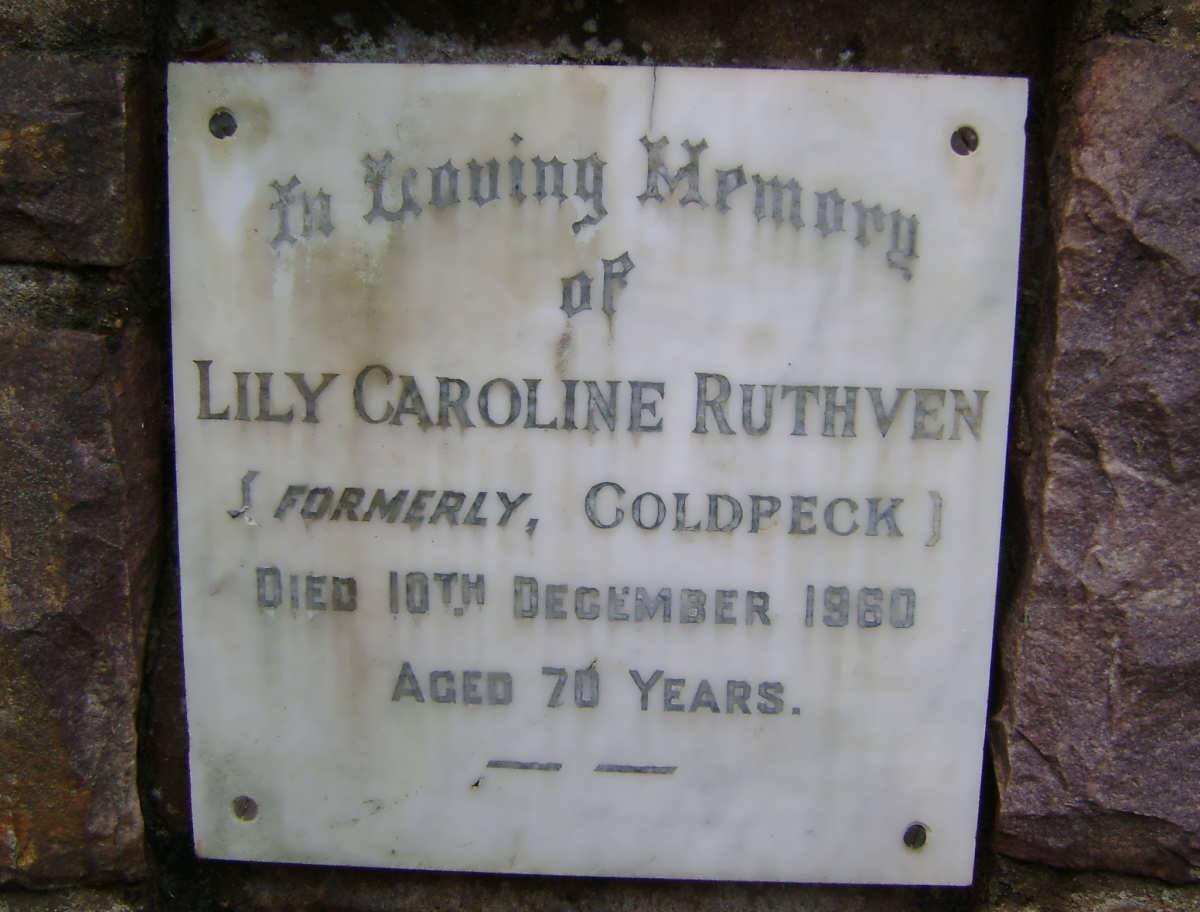 In Loving Memory
of
LILY CAROLINE RUTHVEN
{ FORMERLY, COLDPECK }
DIED 10TH DECEMBER 1960
AGED 70 YEARS.